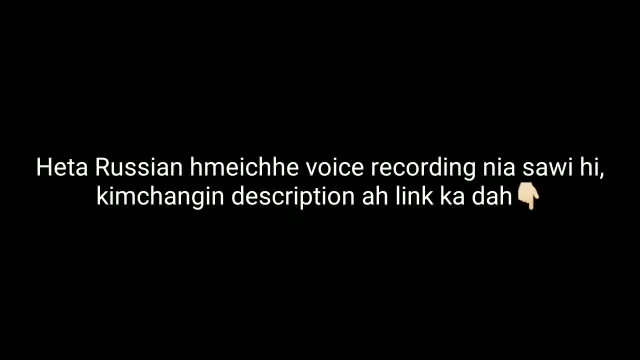 Heta Russian hmeichhe voice recording nia sawi hi,
kimchangin description ah link ka dah👇🏻